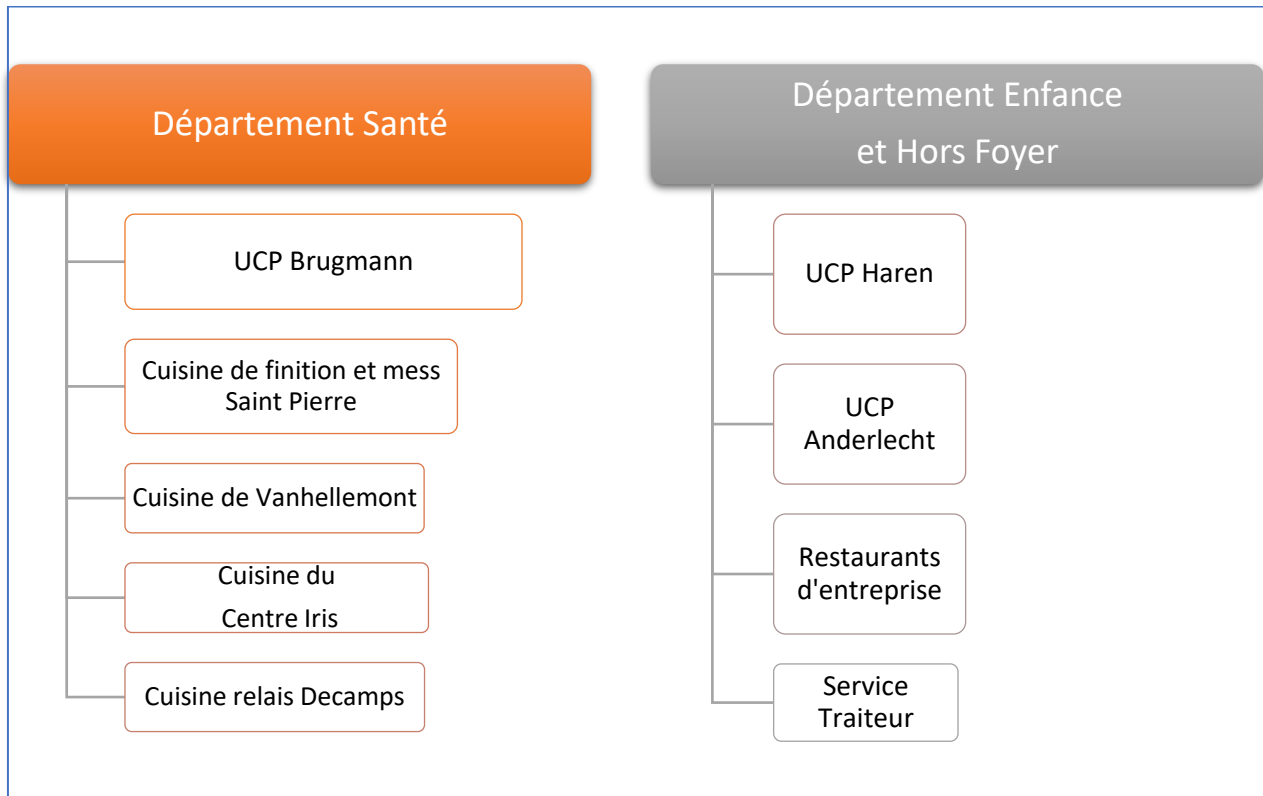 Département Santé
UCP Brugmann
Cuisine de finition et mess
Saint Pierre
Cuisine de Vanhellemont
Cuisine du
Centre Iris
Cuisine relais Decamps
Département Enfance
et Hors Foyer
UCP Haren
UCP
Anderlecht
Restaurants
d'entreprise
Service
Traiteur